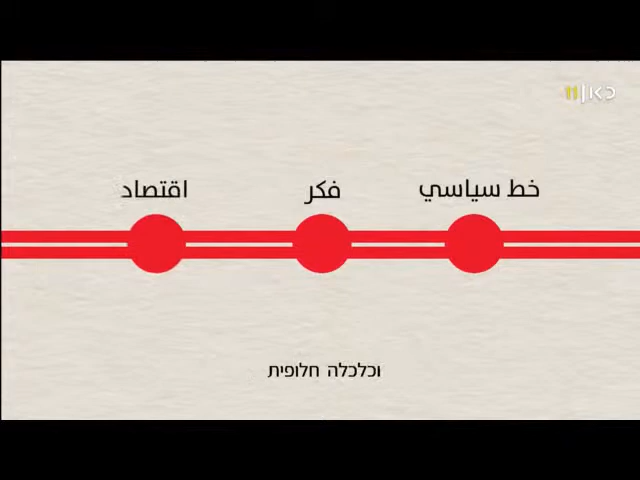 כאן 11
خط سياسي
فكر
اقتصاد
וכלכלה חלופית